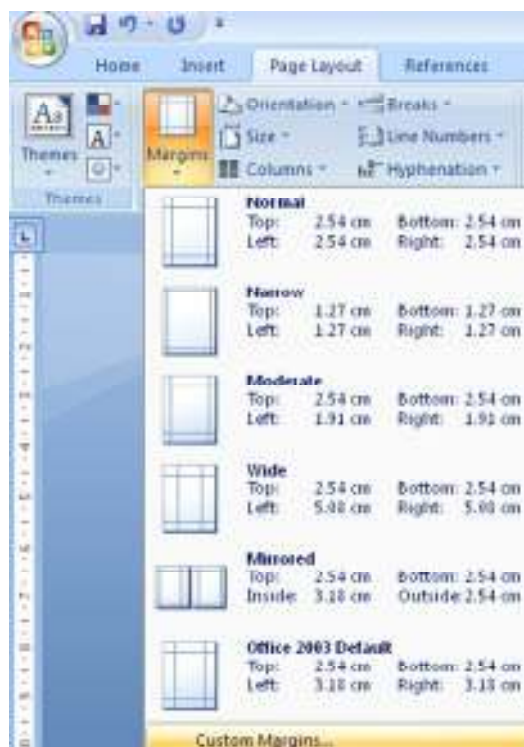 Home Insert Page Layout References
Orientation Breaks
Size Line Numbers
Themes Margins Columns Hyphenation
Themes
Normal
Top: 2.54 cm Bottom: 2.54 cm
Left: 2.54 cm Right: 2.54 cm
Narrow
Top: 1.27 cm Bottom: 1.27 cm
Left: 1.27 cm Right: 1.27 cm
Moderate
Top: 2.54 cm Bottom: 2.54 cm
Left: 1.91 cm Right: 1.91 cm
Wide
Top: 2.54 cm Bottom: 2.54 cm
Left: 5.08 cm Right: 5.08 cm
Mirrored
Top: 2.54 cm Bottom: 2.54 cm
Inside: 3.18 cm Outside: 2.54 cm
Office 2003 Default
Top: 2.54 cm Bottom: 2.54 cm
Left: 3.18 cm Right: 3.18 cm
Custom Margins...